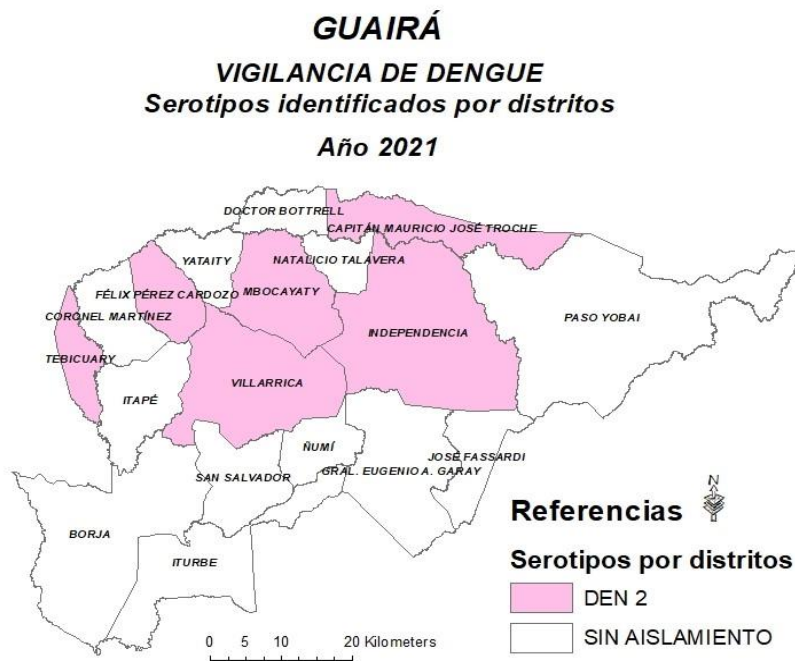 GUAIRÁ
VIGILANCIA DE DENGUE
Serotipos identificados por distritos
Año 2021
DOCTOR BOTTRELL
CAPITÁN MAURICIO JOSÉ TROCHE
YATAITY
NATALICIO TALAVERA
FÉLIX PÉREZ CARDOZO
MBOCAYATY
CORONEL MARTÍNEZ
INDEPENDENCIA
PASO YOBAI
TEBICUARY
VILLARRICA
ITAPÉ
ÑUMÍ
JOSÉ FASSARDI
SAN SALVADOR
GRAL. EUGENIO A. GARAY
BORJA
ITURBE
N
Referencias
Serotipos por distritos
DEN 2
SIN AISLAMIENTO
0 5 10 20 Kilometers